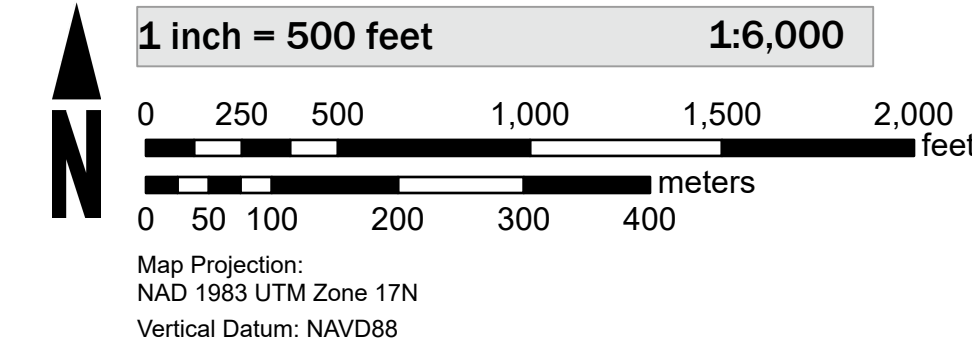 N
1 inch = 500 feet 1:6,000
0 250 500 1,000 1,500 2,000
feet
meters
0 50 100 200 300 400
Map Projection:
NAD 1983 UTM Zone 17N
Vertical Datum: NAVD88